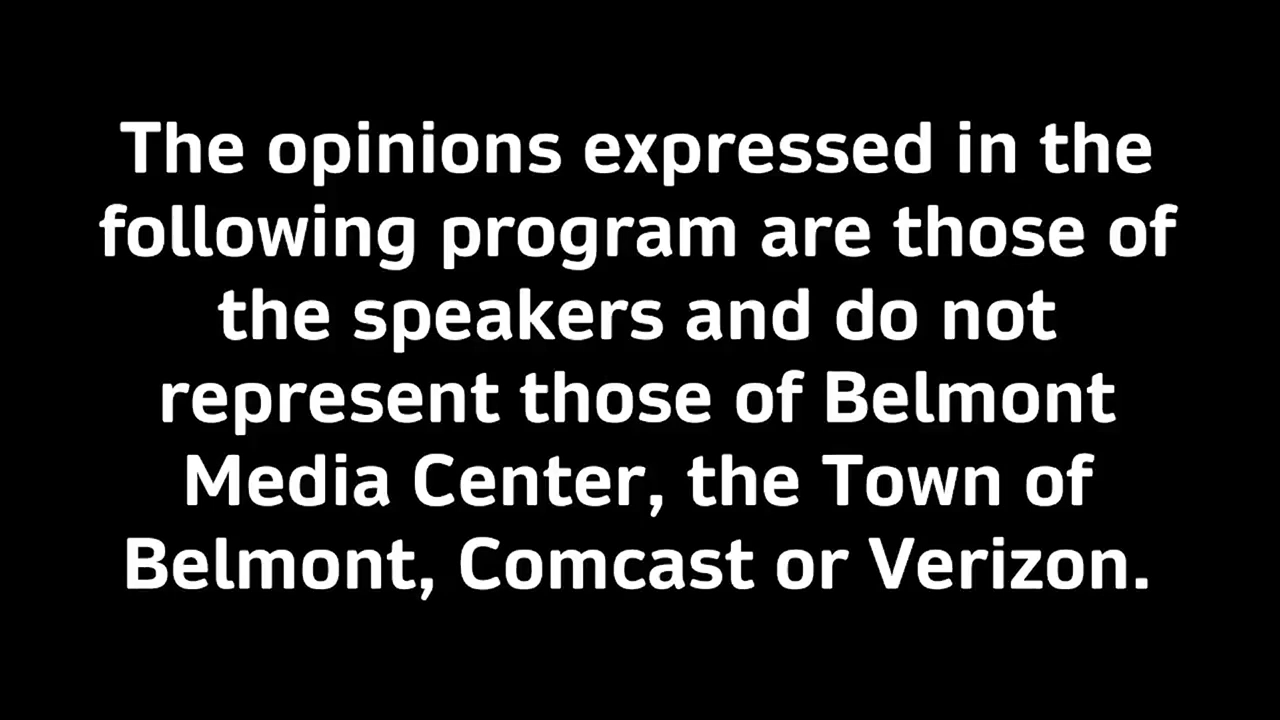 The opinions expressed in the
following program are those of
the speakers and do not
represent those of Belmont
Media Center, the Town of
Belmont, Comcast or Verizon.